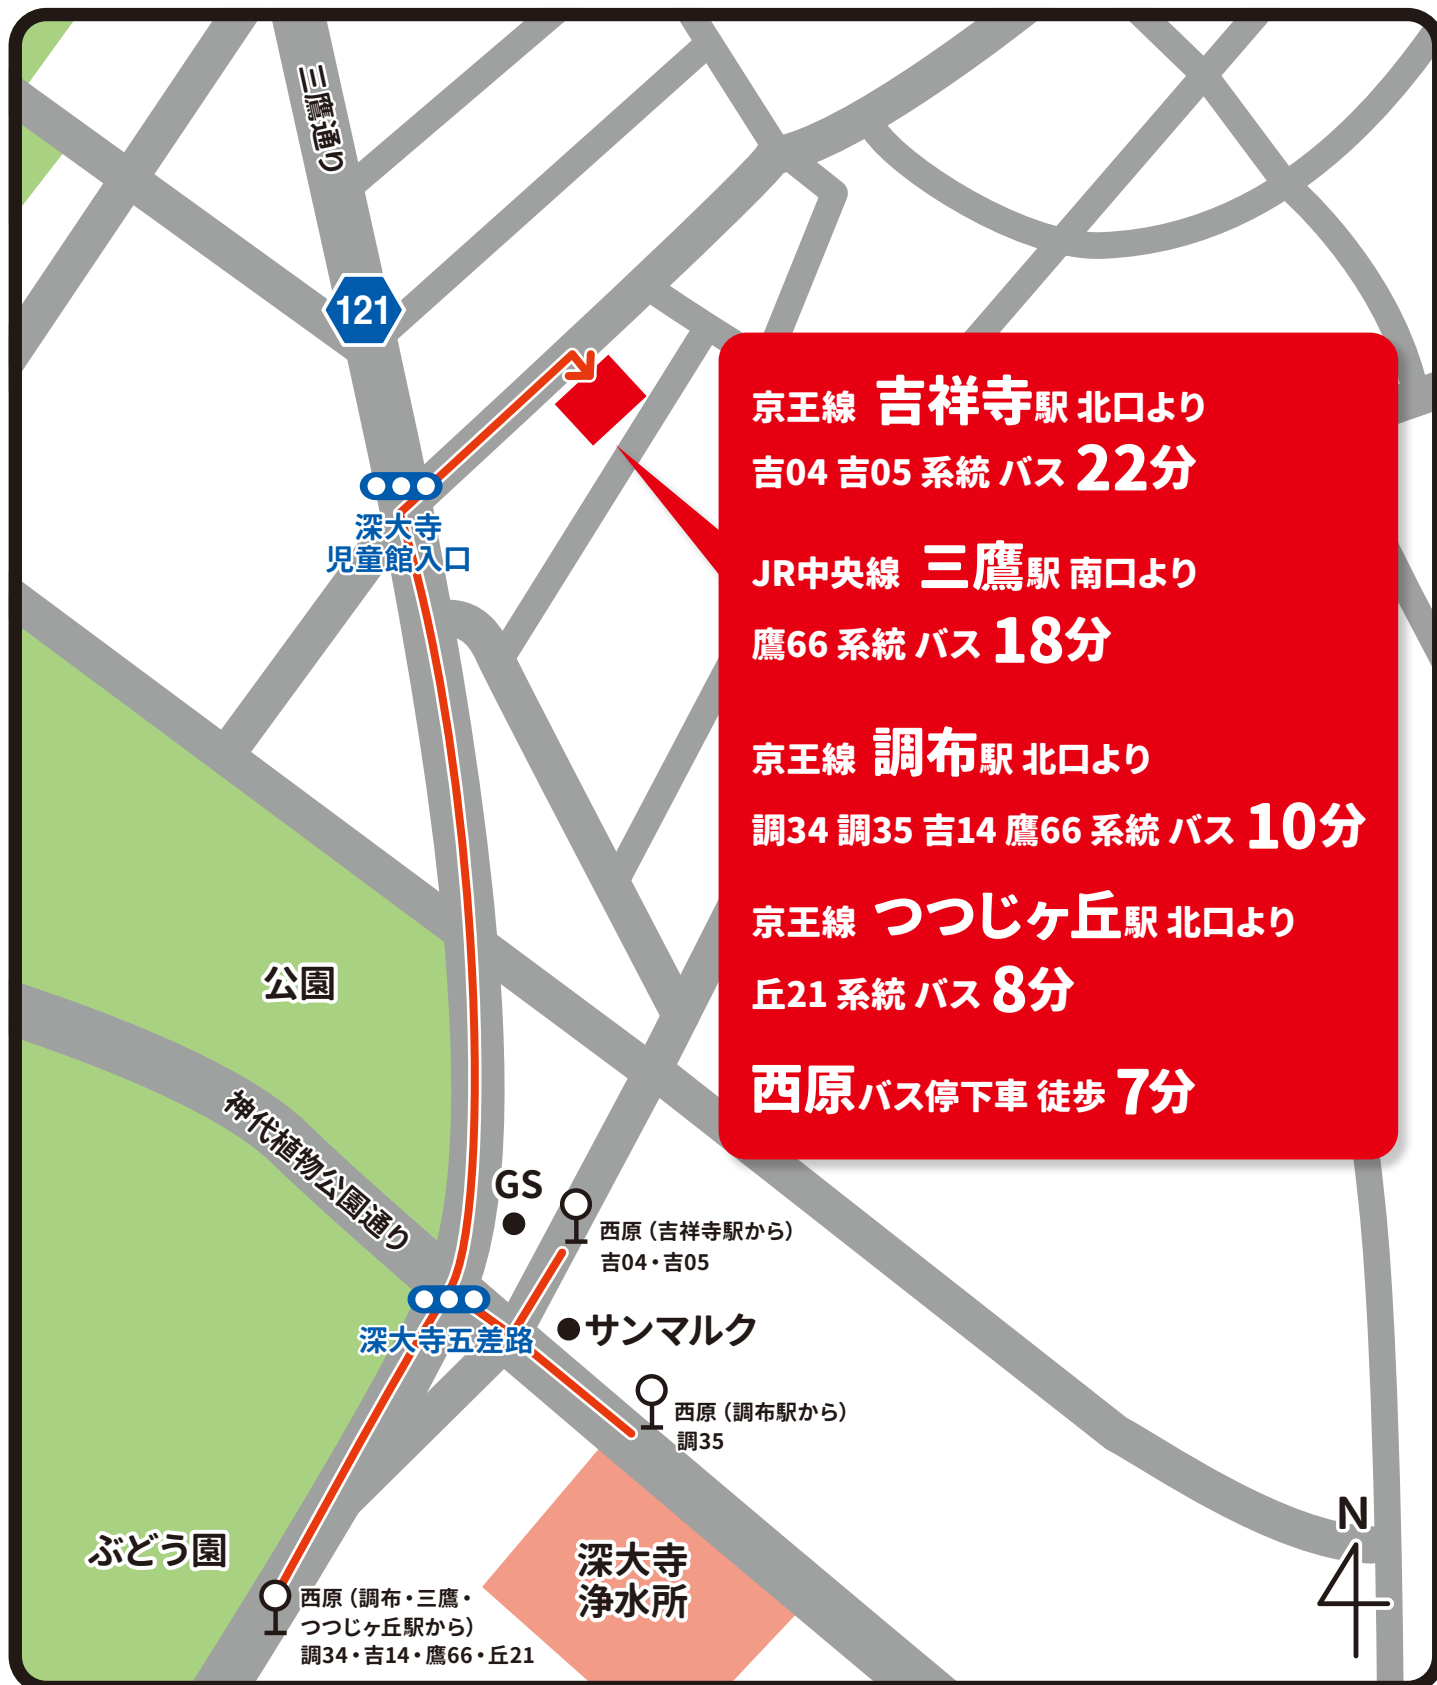 三鷹通り
121
深大寺
児童館入口
京王線 吉祥寺駅 北口より
吉04 吉05 系統 バス 22分
JR中央線 三鷹駅 南口より
鷹66 系統 バス 18分
京王線 調布駅 北口より
調34 調35 吉14 鷹66 系統 バス 10分
京王線 つつじヶ丘駅 北口より
丘21 系統 バス 8分
西原バス停下車 徒歩 7分
公園
神代植物公園通り
GS
西原（吉祥寺駅から）
吉04・吉05
深大寺五差路
サンマルク
西原（調布駅から）
調35
ぶどう園
深大寺
浄水所
西原（調布・三鷹・
つつじヶ丘駅から）
調34・吉14・鷹66・丘21
N